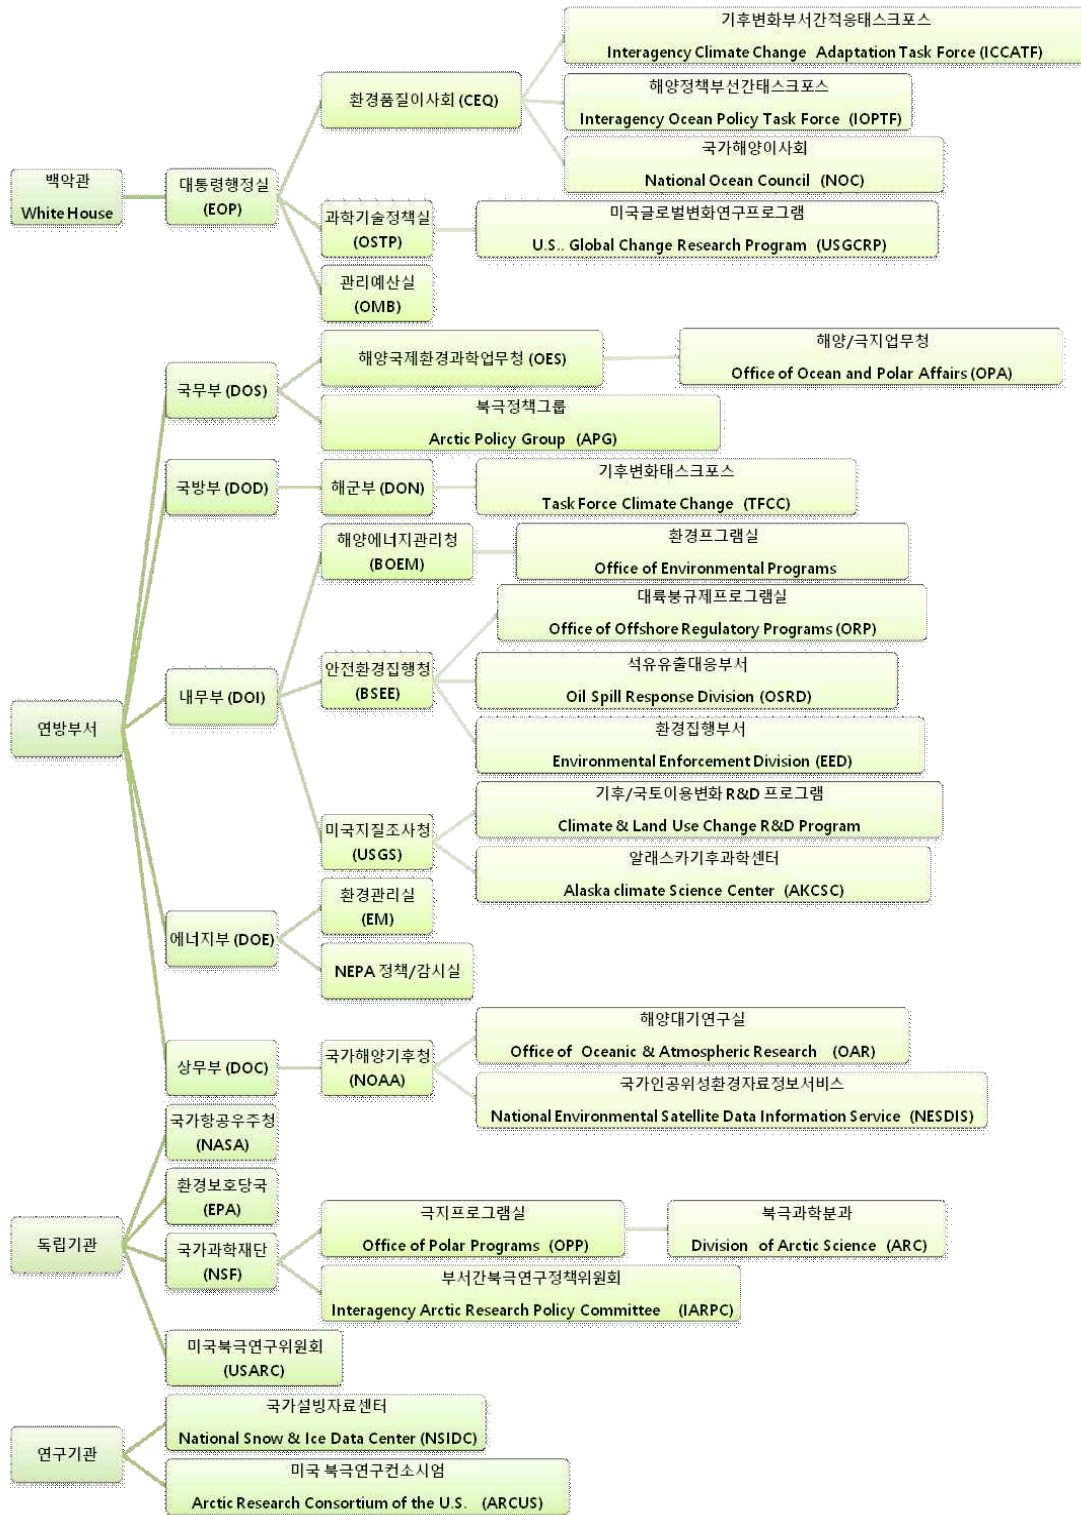 백악관
White House
대통령행정실
(EOP)
환경품질이사회 (CEQ)
기후변화부서간적응태스크포스
Interagency Climate Change Adaptation Task Force (ICCATF)
해양정책부선간태스크포스
Interagency Ocean Policy Task Force (IOPTF)
국가해양이사회
National Ocean Council (NOC)
과학기술정책실
(OSTP)
미국글로벌변화연구프로그램
U.S.. Global Change Research Program (USGCRP)
관리예산실
(OMB)
연방부서
국무부 (DOS)
해양국제환경과학업무청 (OES)
해양/극지업무청
Office of Ocean and Polar Affairs (OPA)
북극정책그룹
Arctic Policy Group (APG)
국방부 (DOD)
해군부 (DON)
기후변화태스크포스
Task Force Climate Change (TFCC)
내무부 (DOI)
해양에너지관리청
(BOEM)
환경프로그램실
Office of Environmental Programs
안전환경집행청
(BSEE)
대륙붕규제프로그램실
Office of Offshore Regulatory Programs (ORP)
석유유출대응부서
Oil Spill Response Division (OSRD)
환경집행부서
Environmental Enforcement Division (EED)
미국지질조사청
(USGS)
기후/국토이용변화 R&D 프로그램
Climate & Land Use Change R&D Program
알래스카기후과학센터
Alaska climate Science Center (AKCSC)
에너지부 (DOE)
환경관리실
(EM)
NEPA 정책/감시실
상무부 (DOC)
국가해양기후청
(NOAA)
해양대기연구실
Office of Oceanic & Atmospheric Research (OAR)
국가인공위성환경자료정보서비스
National Environmental Satellite Data Information Service (NESDIS)
독립기관
국가항공우주청
(NASA)
환경보호당국
(EPA)
국가과학재단
(NSF)
극지프로그램실
Office of Polar Programs (OPP)
북극과학분과
Division of Arctic Science (ARC)
부서간북극연구정책위원회
Interagency Arctic Research Policy Committee (IARPC)
미국북극연구위원회
(USARC)
연구기관
국가설빙자료센터
National Snow & Ice Data Center (NSIDC)
미국 북극연구컨소시엄
Arctic Research Consortium of the U.S. (ARCUS)